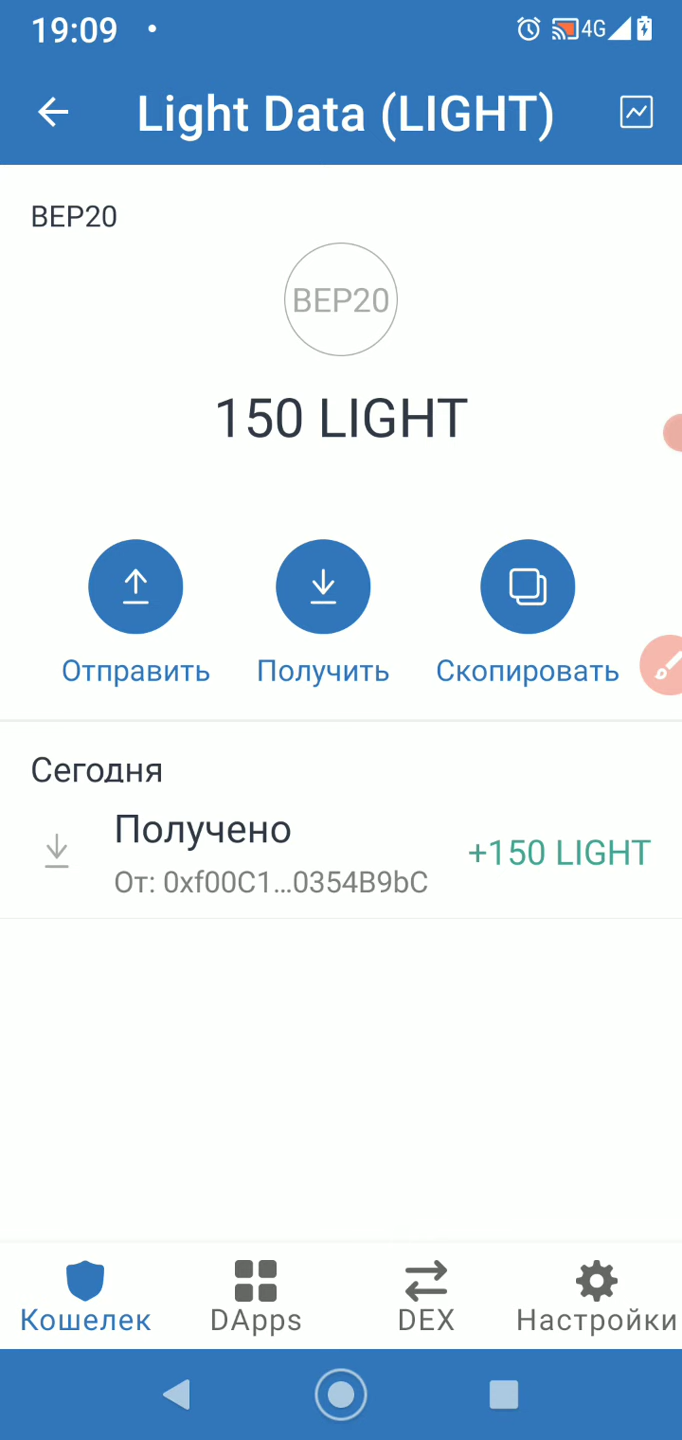 19:09
4G
Light Data (LIGHT)
BEP20
BEP20
150 LIGHT
Отправить
Получить
Скопировать
Сегодня
Получено
+150 LIGHT
От: 0xf00C1...0354B9bC
Кошелек
DApps
DEX
Настройки